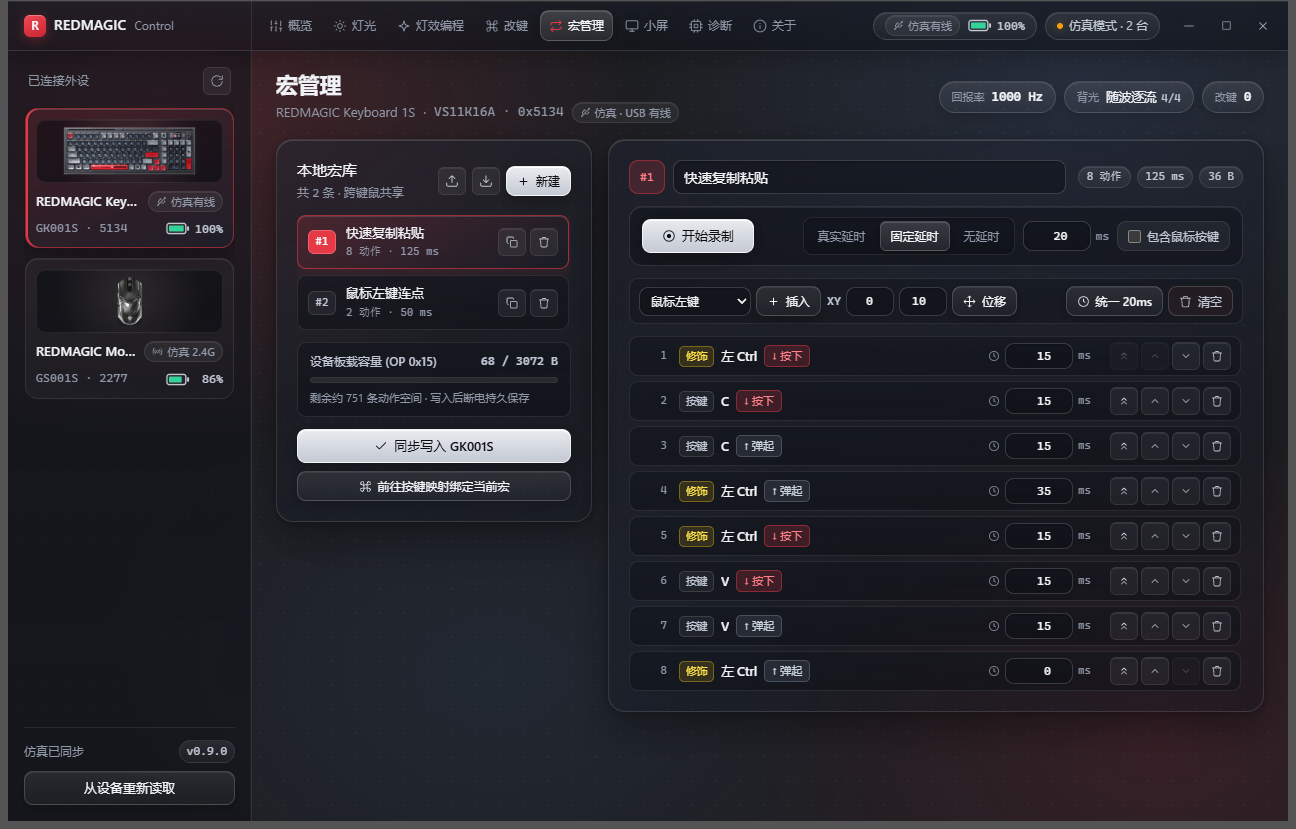 R REDMAGIC Control
概览 灯光 灯效编程 改键 宏管理 小屏 诊断 关于
仿真有线 100% 仿真模式 · 2 台
已连接外设
REDMAGIC Key... 仿真有线
GK001S · 5134 100%
REDMAGIC Mo... 仿真 2.4G
GS001S · 2277 86%
仿真已同步 v0.9.0
从设备重新读取
宏管理
REDMAGIC Keyboard 1S · VS11K16A · 0x5134 仿真 · USB 有线
回报率 1000 Hz 背光 随波逐流 4/4 改键 0
本地宏库
共 2 条 · 跨键鼠共享
+ 新建
#1 快速复制粘贴
8 动作 · 125 ms
#2 鼠标左键连点
2 动作 · 50 ms
设备板载容量 (OP 0x15) 68 / 3072 B
剩余约 751 条动作空间 · 写入后断电持久保存
同步写入 GK001S
前往按键映射绑定当前宏
#1 快速复制粘贴 8 动作 125 ms 36 B
开始录制 真实延时 固定延时 无延时 20 ms 包含鼠标按键
鼠标左键 + 插入 XY 0 10 位移 统一 20ms 清空
1 修饰 左 Ctrl ↓按下 15 ms
2 按键 C ↓按下 15 ms
3 按键 C ↑弹起 15 ms
4 修饰 左 Ctrl ↑弹起 35 ms
5 修饰 左 Ctrl ↓按下 15 ms
6 按键 V ↓按下 15 ms
7 按键 V ↑弹起 15 ms
8 修饰 左 Ctrl ↑弹起 0 ms